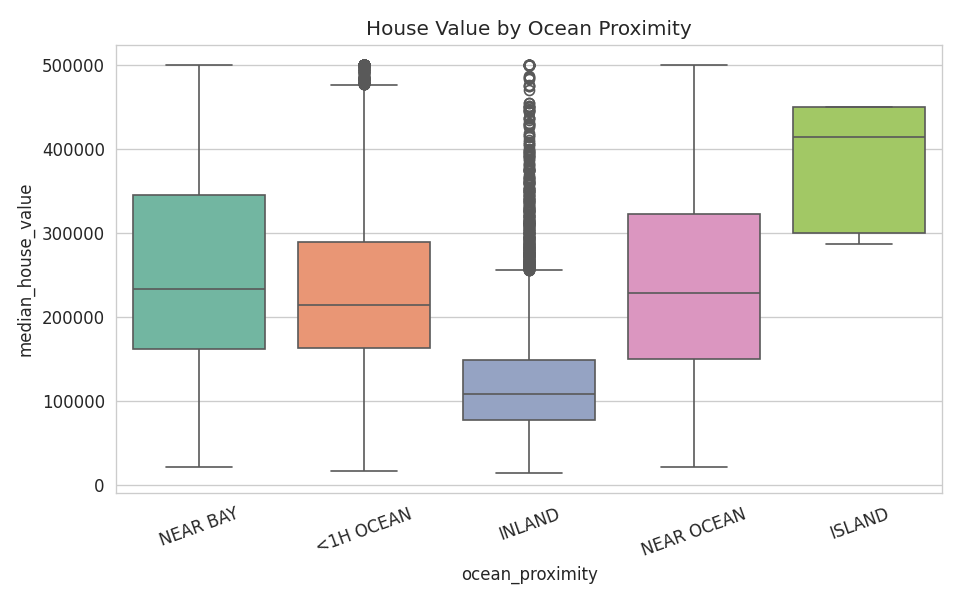 House Value by Ocean Proximity
median_house_value
500000
400000
300000
200000
100000
0
NEAR BAY
<1H OCEAN
INLAND
NEAR OCEAN
ISLAND
ocean_proximity